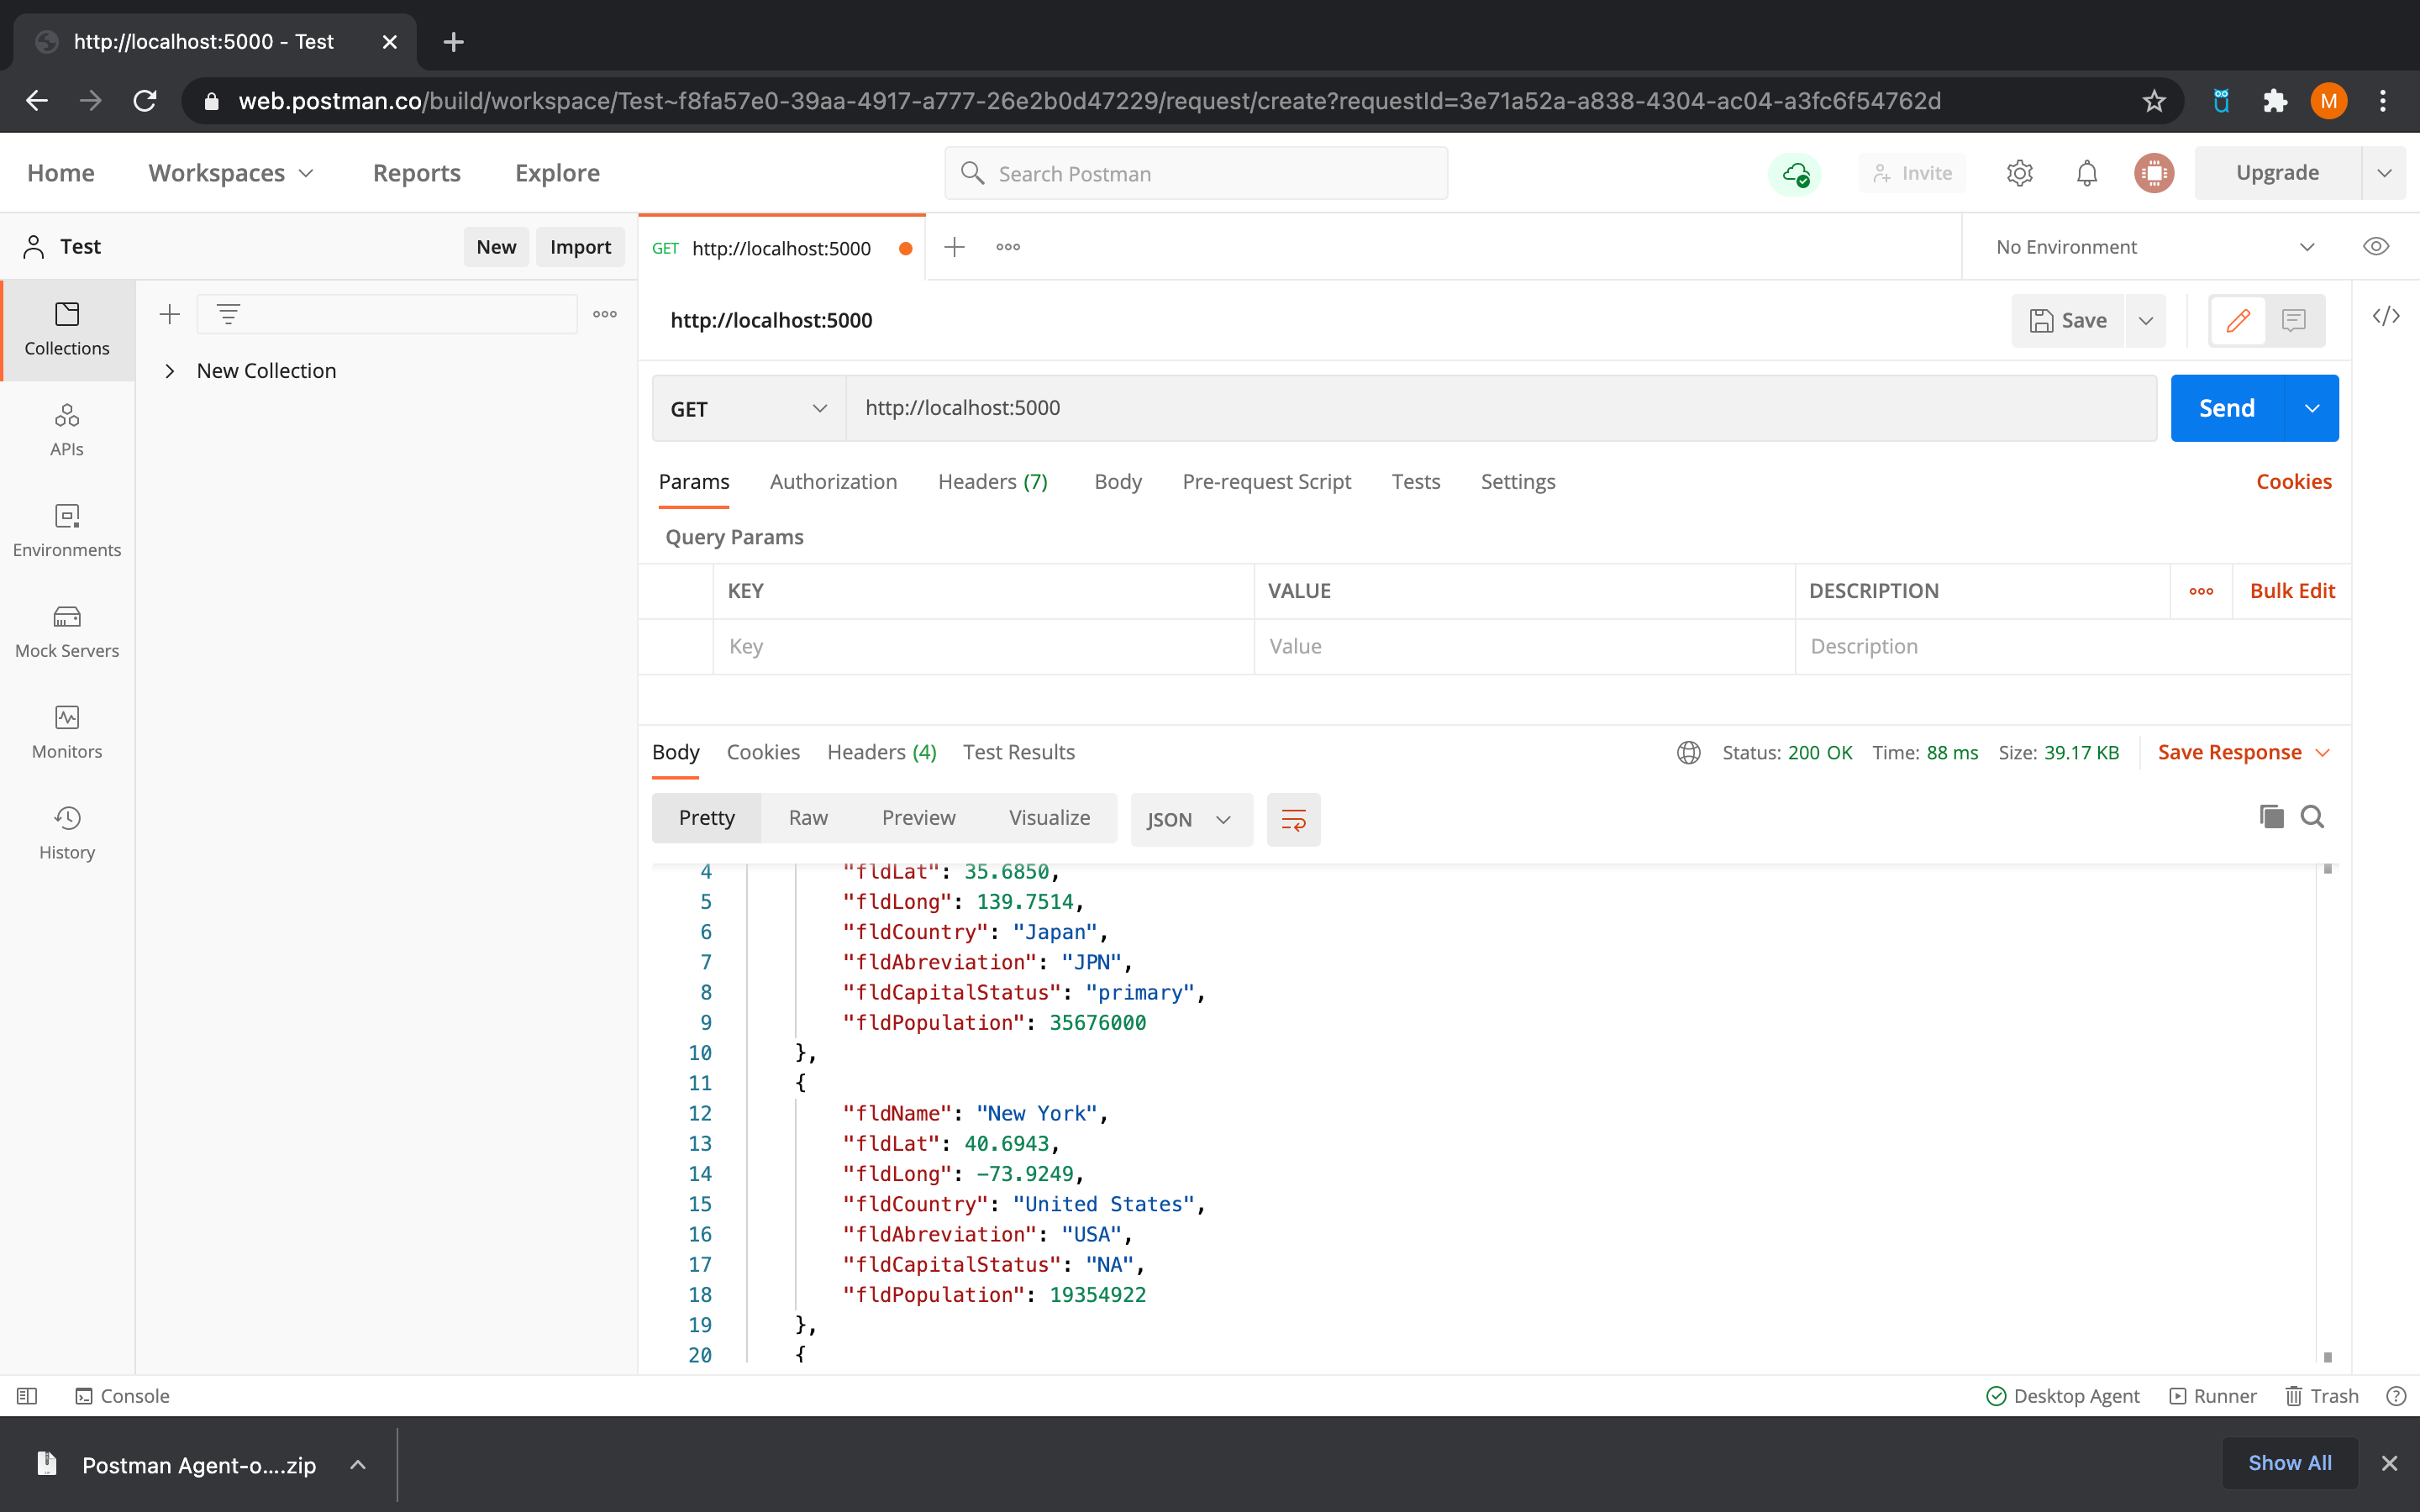 http://localhost:5000 - Test
web.postman.co/build/workspace/Test~f8fa57e0-39aa-4917-a777-26e2b0d47229/request/create?requestId=3e71a52a-a838-4304-ac04-a3fc6f54762d
M
Home Workspaces Reports Explore Search Postman Invite Upgrade
Test New Import GET http://localhost:5000 No Environment
Collections
APIs
Environments
Mock Servers
Monitors
History
New Collection
http://localhost:5000 Save
GET http://localhost:5000 Send
Params Authorization Headers (7) Body Pre-request Script Tests Settings Cookies
Query Params
KEY VALUE DESCRIPTION Bulk Edit
Key Value Description
Body Cookies Headers (4) Test Results Status: 200 OK Time: 88 ms Size: 39.17 KB Save Response
Pretty Raw Preview Visualize JSON
4 "fldLat": 35.6850,
5 "fldLong": 139.7514,
6 "fldCountry": "Japan",
7 "fldAbreviation": "JPN",
8 "fldCapitalStatus": "primary",
9 "fldPopulation": 35676000
10 },
11 {
12 "fldName": "New York",
13 "fldLat": 40.6943,
14 "fldLong": -73.9249,
15 "fldCountry": "United States",
16 "fldAbreviation": "USA",
17 "fldCapitalStatus": "NA",
18 "fldPopulation": 19354922
19 },
20 {
Console Desktop Agent Runner Trash
Postman Agent-o....zip Show All